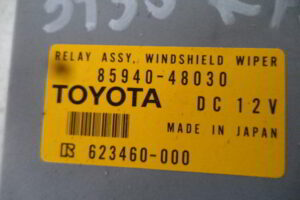 RELAY ASSY, WINDSHIELD WIPER
85940-48030
TOYOTA DC 12V
MADE IN JAPAN
623460-000